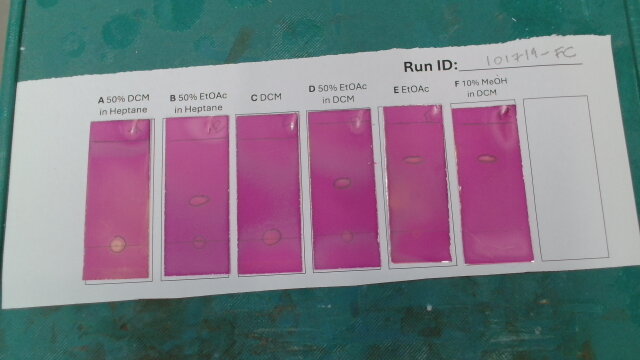 Run ID: 101719-FC
A 50% DCM in Heptane
B 50% EtOAc in Heptane
C DCM
D 50% EtOAc in DCM
E EtOAc
F 10% MeOH in DCM